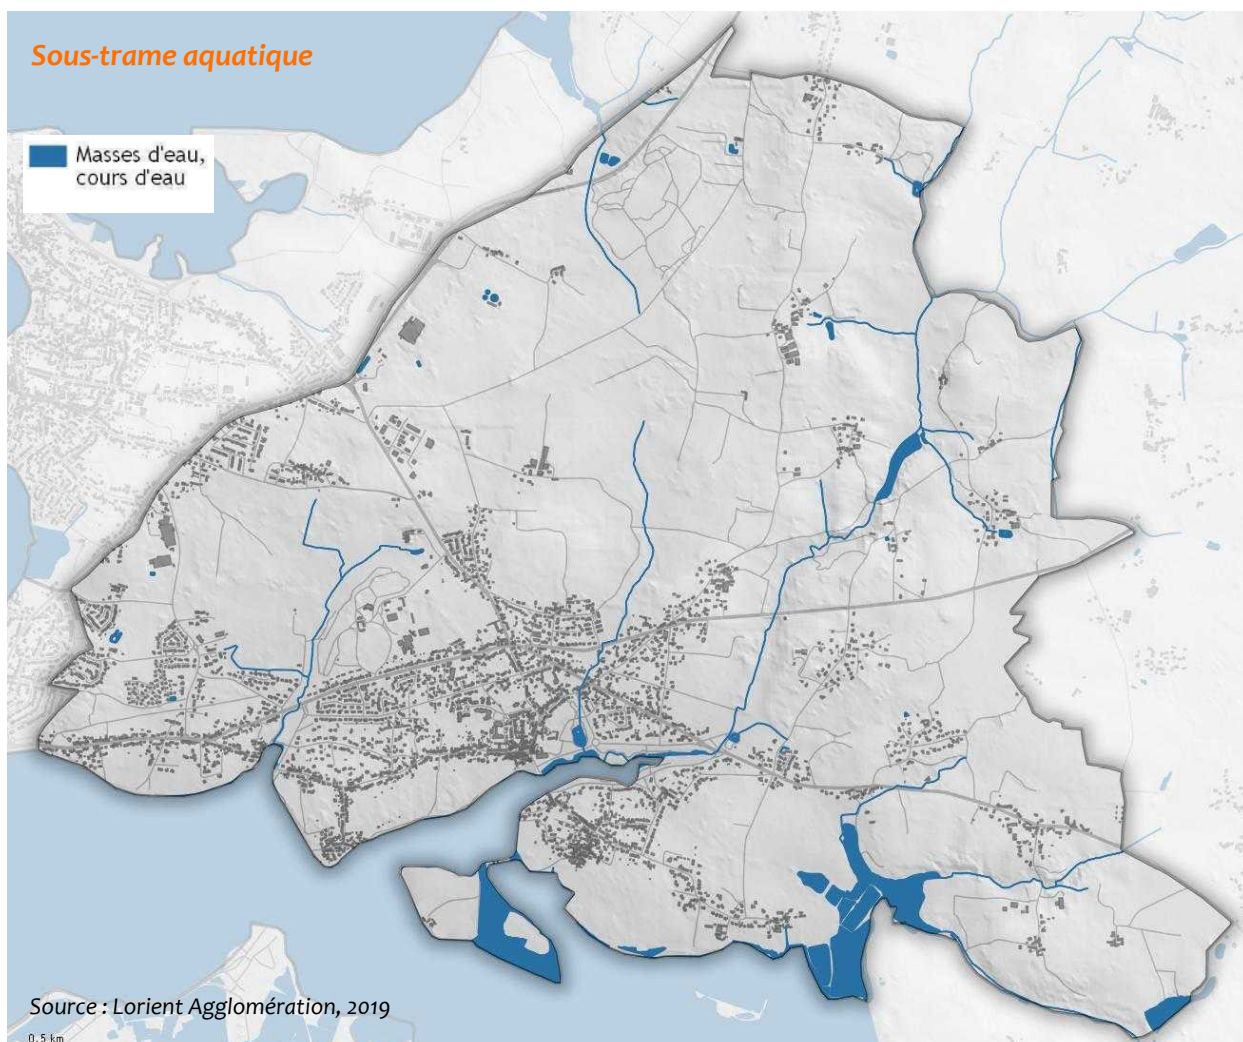 Sous-trame aquatique
Masses d'eau,
cours d'eau
Source : Lorient Agglomération, 2019
0.5 km